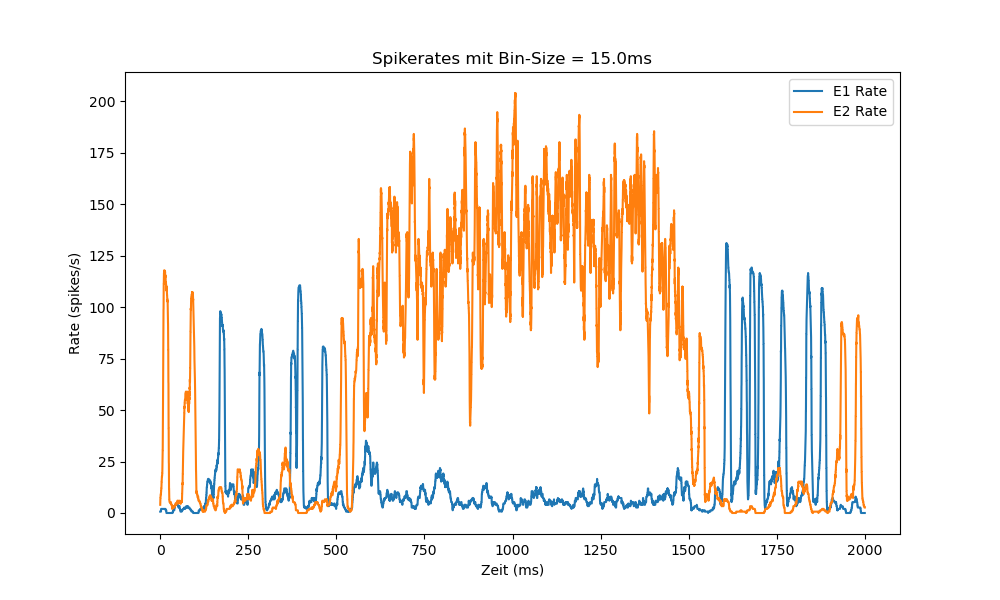 Spikerates mit Bin-Size = 15.0ms
E1 Rate
E2 Rate
Rate (spikes/s)
200
175
150
125
100
75
50
25
0
0 250 500 750 1000 1250 1500 1750 2000
Zeit (ms)